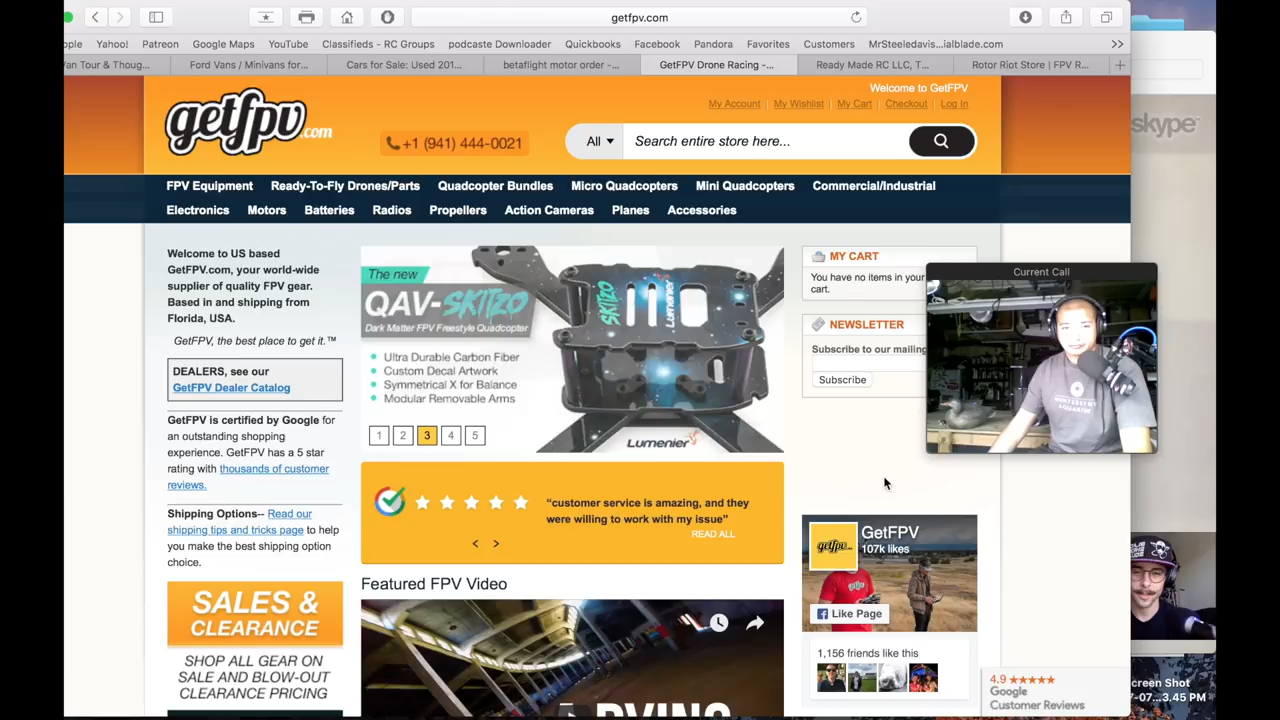 getfpv.com
ople
Yahoo!
Patreon
Google Maps
YouTube
Classifieds - RC Groups
podcaste Downloader
Quickbooks
Facebook
Pandora
Favorites
Customers
MrSteeledavis...ialblade.com
Van Tour & Thoug...
Ford Vans / Minivans for...
Cars for Sale: Used 201...
betaflight motor order -...
GetFPV Drone Racing -...
Ready Made RC LLC, T...
Rotor Riot Store | FPV R...
skype™
getfpv.com
+1 (941) 444-0021
Welcome to GetFPV
My Account
My Wishlist
My Cart
Checkout
Log In
All
Search entire store here...
FPV Equipment
Ready-To-Fly Drones/Parts
Quadcopter Bundles
Micro Quadcopters
Mini Quadcopters
Commercial/Industrial
Electronics
Motors
Batteries
Radios
Propellers
Action Cameras
Planes
Accessories
Welcome to US based
GetFPV.com, your world-wide
supplier of quality FPV gear.
Based in and shipping from
Florida, USA.
GetFPV, the best place to get it.™
DEALERS, see our
GetFPV Dealer Catalog
GetFPV is certified by Google for
an outstanding shopping
experience. GetFPV has a 5 star
rating with thousands of customer
reviews.
Shipping Options-- Read our
shipping tips and tricks page to help
you make the best shipping option
choice.
SALES &
CLEARANCE
SHOP ALL GEAR ON
SALE AND BLOW-OUT
CLEARANCE PRICING
The new
QAV-SKITZO
Dark Matter FPV Freestyle Quadcopter
Ultra Durable Carbon Fiber
Custom Decal Artwork
Symmetrical X for Balance
Modular Removable Arms
1 2 3 4 5
SKITZO
Lumenier
Lumenier
"customer service is amazing, and they
were willing to work with my issue"
READ ALL
Featured FPV Video
MY CART
You have no items in your
cart.
NEWSLETTER
Subscribe to our mailing
Subscribe
Current Call
MONTEREY BAY
AQUARIUM
getfpv
GetFPV
107k likes
Like Page
1,156 friends like this
4.9
Google
Customer Reviews
creen Shot
7-07...3.45 PM